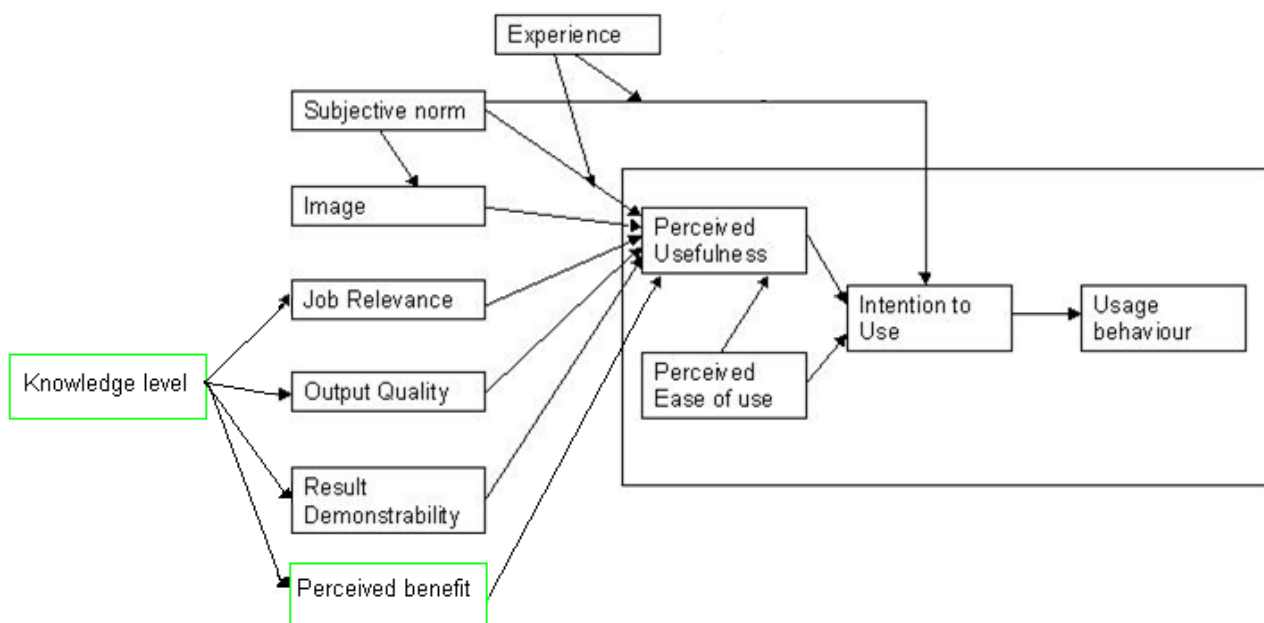 Experience
Subjective norm
Image
Perceived
Usefulness
Job Relevance
Intention to
Use
Usage
behaviour
Knowledge level
Output Quality
Perceived
Ease of use
Result
Demonstrability
Perceived benefit